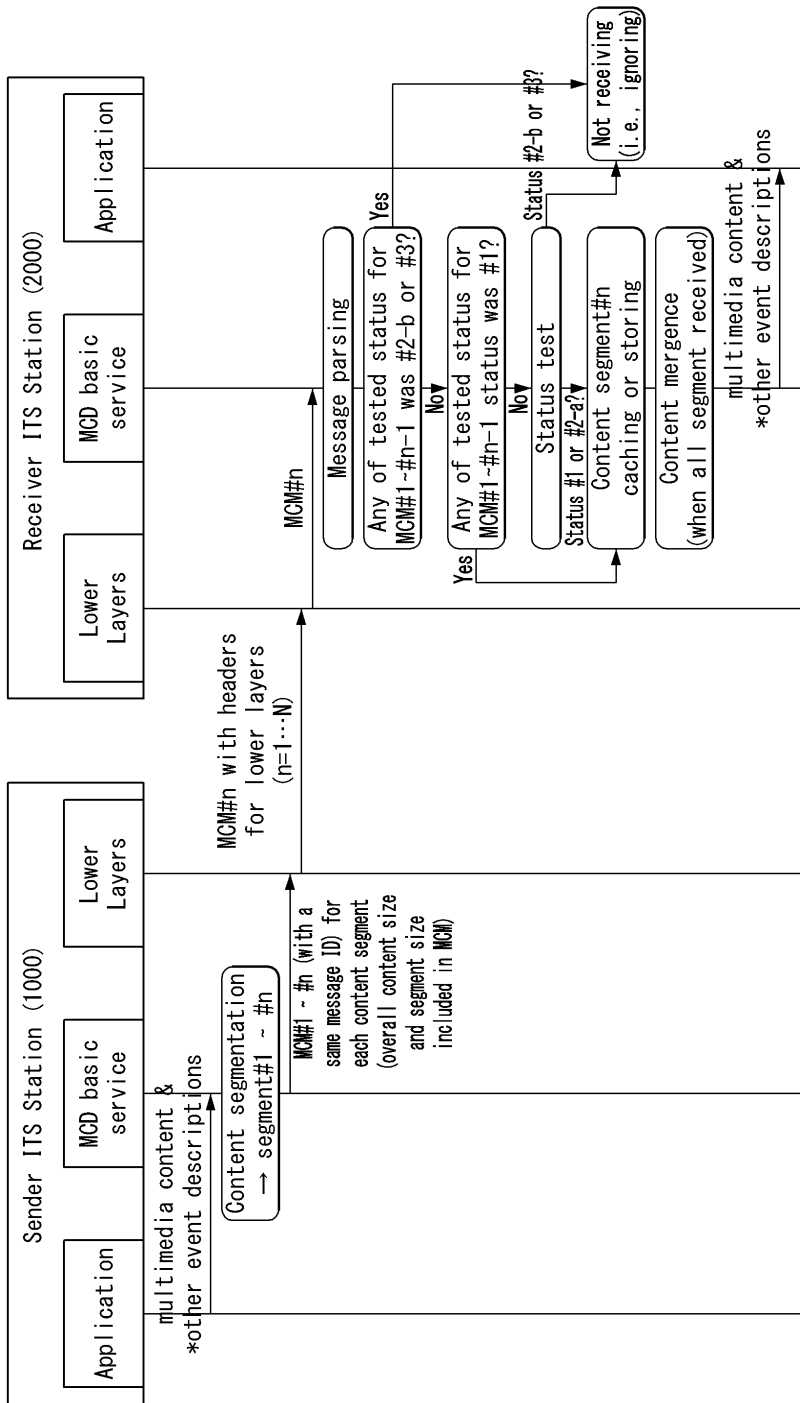 Sender ITS Station (1000)
Application
MCD basic
service
Lower
Layers
Receiver ITS Station (2000)
Lower
Layers
MCD basic
service
Application
multimedia content &
*other event descriptions
Content segmentation
→ segment#1 ~ #n
MCM#1 ~ #n (with a
same message ID) for
each content segment
(overall content size
and segment size
included in MCM)
MCM#n with headers
for lower layers
(n=1···N)
MCM#n
Message parsing
Any of tested status for
MCM#1~#n-1 was #2-b or #3?
Yes
No
Any of tested status for
MCM#1~#n-1 status was #1?
Yes
No
Status test
Status #1 or #2-a?
Status #2-b or #3?
Content segment#n
caching or storing
Not receiving
(i.e., ignoring)
Content mergence
(when all segment received)
multimedia content &
*other event descriptions